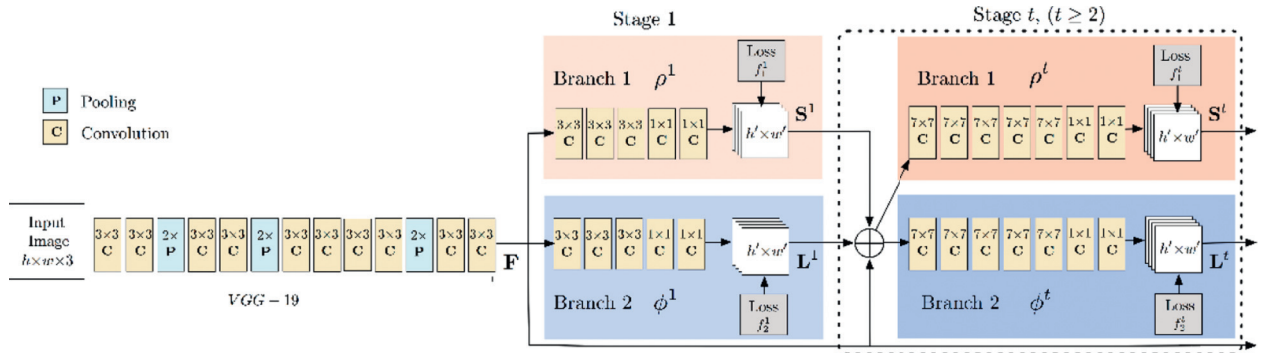 Stage 1
Stage t, (t ≥ 2)
P Pooling
C Convolution
Loss
f₁¹
Branch 1 ρ¹
3×3 C 3×3 C 3×3 C 1×1 C 1×1 C
h′×w′
S¹
Loss
f₁ᵗ
Branch 1 ρᵗ
7×7 C 7×7 C 7×7 C 7×7 C 7×7 C 1×1 C 1×1 C
h′×w′
Sᵗ
Input
Image
h×w×3
3×3 C 3×3 C 2× P 3×3 C 3×3 C 2× P 3×3 C 3×3 C 3×3 C 3×3 C 2× P 3×3 C 3×3 C
F
VGG – 19
3×3 C 3×3 C 3×3 C 1×1 C 1×1 C
h′×w′
L¹
Branch 2 ϕ¹
Loss
f₂¹
7×7 C 7×7 C 7×7 C 7×7 C 7×7 C 1×1 C 1×1 C
h′×w′
Lᵗ
Branch 2 ϕᵗ
Loss
f₂ᵗ